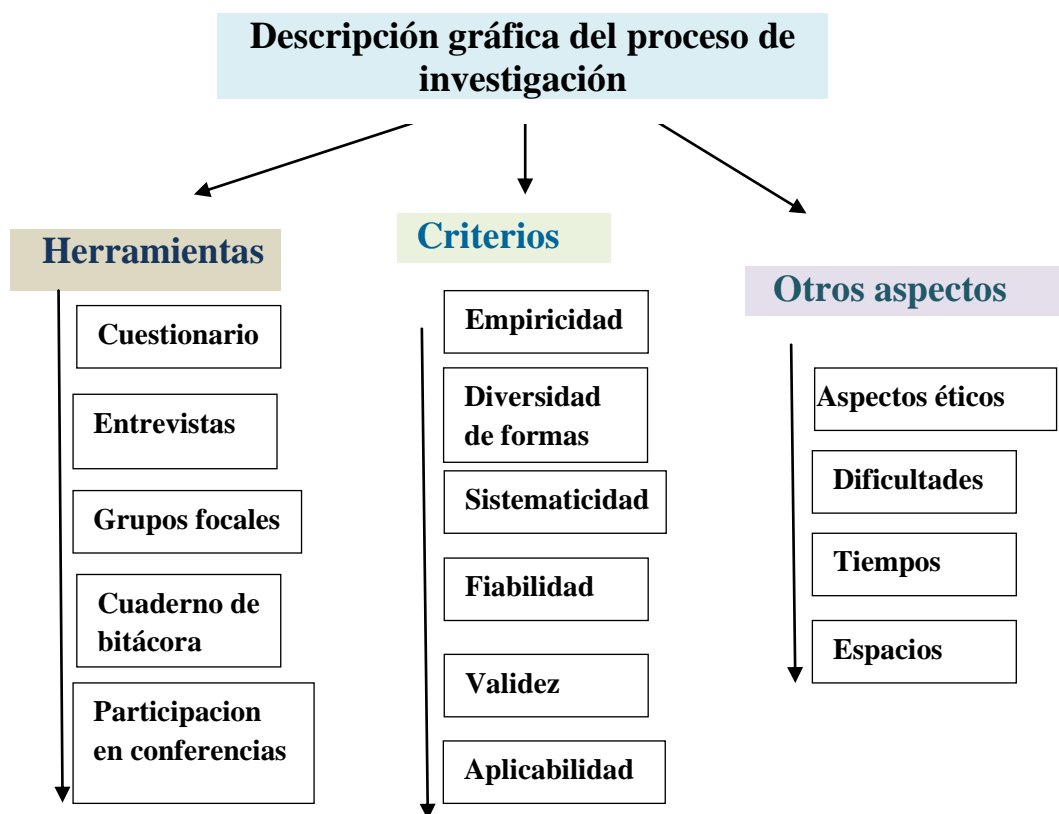 Descripción gráfica del proceso de
investigación
Herramientas
Cuestionario
Entrevistas
Grupos focales
Cuaderno de
bitácora
Participacion
en conferencias
Criterios
Empiricidad
Diversidad
de formas
Sistematicidad
Fiabilidad
Validez
Aplicabilidad
Otros aspectos
Aspectos éticos
Dificultades
Tiempos
Espacios